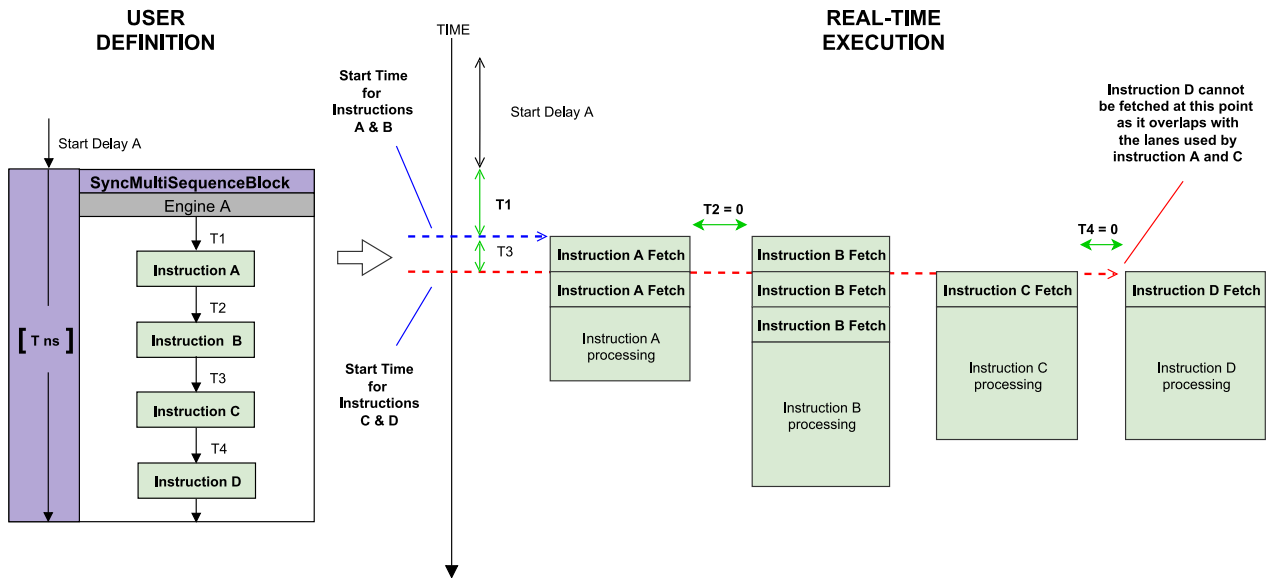 USER
DEFINITION
Start Delay A
SyncMultiSequenceBlock
Engine A
T1
Instruction A
T2
Instruction B
T3
Instruction C
T4
Instruction D
[ T ns ]
TIME
REAL-TIME
EXECUTION
Start Time
for
Instructions
A & B
Start Delay A
T1
T3
Start Time
for
Instructions
C & D
T2 = 0
T4 = 0
Instruction D cannot
be fetched at this point
as it overlaps with
the lanes used by
instruction A and C
Instruction A Fetch
Instruction A Fetch
Instruction A
processing
Instruction B Fetch
Instruction B Fetch
Instruction B Fetch
Instruction B
processing
Instruction C Fetch
Instruction C
processing
Instruction D Fetch
Instruction D
processing